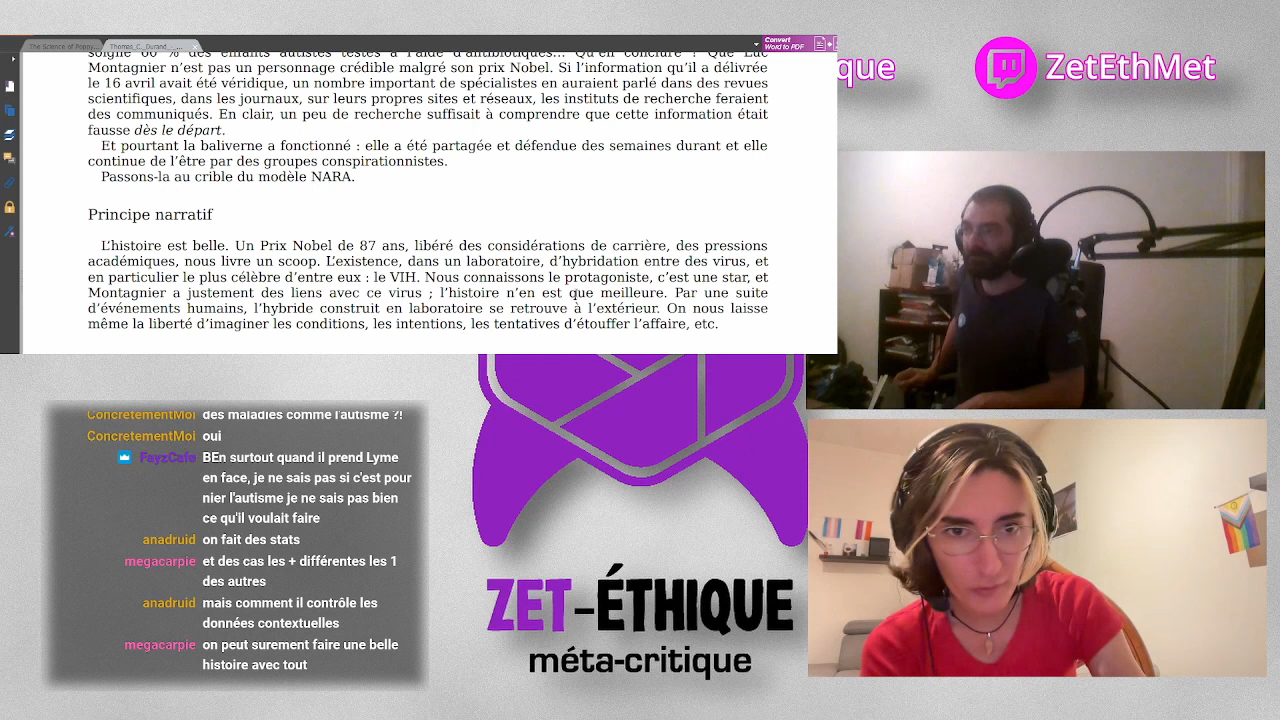 The Science of Poppy...
Thomas_C._Durand_-...
Convert
Word to PDF
Montagnier n’est pas un personnage crédible malgré son prix Nobel. Si l’information qu’il a délivrée
le 16 avril avait été véridique, un nombre important de spécialistes en auraient parlé dans des revues
scientifiques, dans les journaux, sur leurs propres sites et réseaux, les instituts de recherche feraient
des communiqués. En clair, un peu de recherche suffisait à comprendre que cette information était
fausse dès le départ.
Et pourtant la baliverne a fonctionné : elle a été partagée et défendue des semaines durant et elle
continue de l’être par des groupes conspirationnistes.
Passons-la au crible du modèle NARA.
Principe narratif
L’histoire est belle. Un Prix Nobel de 87 ans, libéré des considérations de carrière, des pressions
académiques, nous livre un scoop. L’existence, dans un laboratoire, d’hybridation entre des virus, et
en particulier le plus célèbre d’entre eux : le VIH. Nous connaissons le protagoniste, c’est une star, et
Montagnier a justement des liens avec ce virus ; l’histoire n’en est que meilleure. Par une suite
d’événements humains, l’hybride construit en laboratoire se retrouve à l’extérieur. On nous laisse
même la liberté d’imaginer les conditions, les intentions, les tentatives d’étouffer l’affaire, etc.
que
ZetEthMet
ConcretementMoi des maladies comme l'autisme ?!
ConcretementMoi oui
FayzCafe BEn surtout quand il prend Lyme
en face, je ne sais pas si c'est pour
nier l'autisme je ne sais pas bien
ce qu'il voulait faire
anadruid on fait des stats
megacarpie et des cas les + différentes les 1
des autres
anadruid mais comment il contrôle les
données contextuelles
megacarpie on peut surement faire une belle
histoire avec tout
ZET-ÉTHIQUE
méta-critique